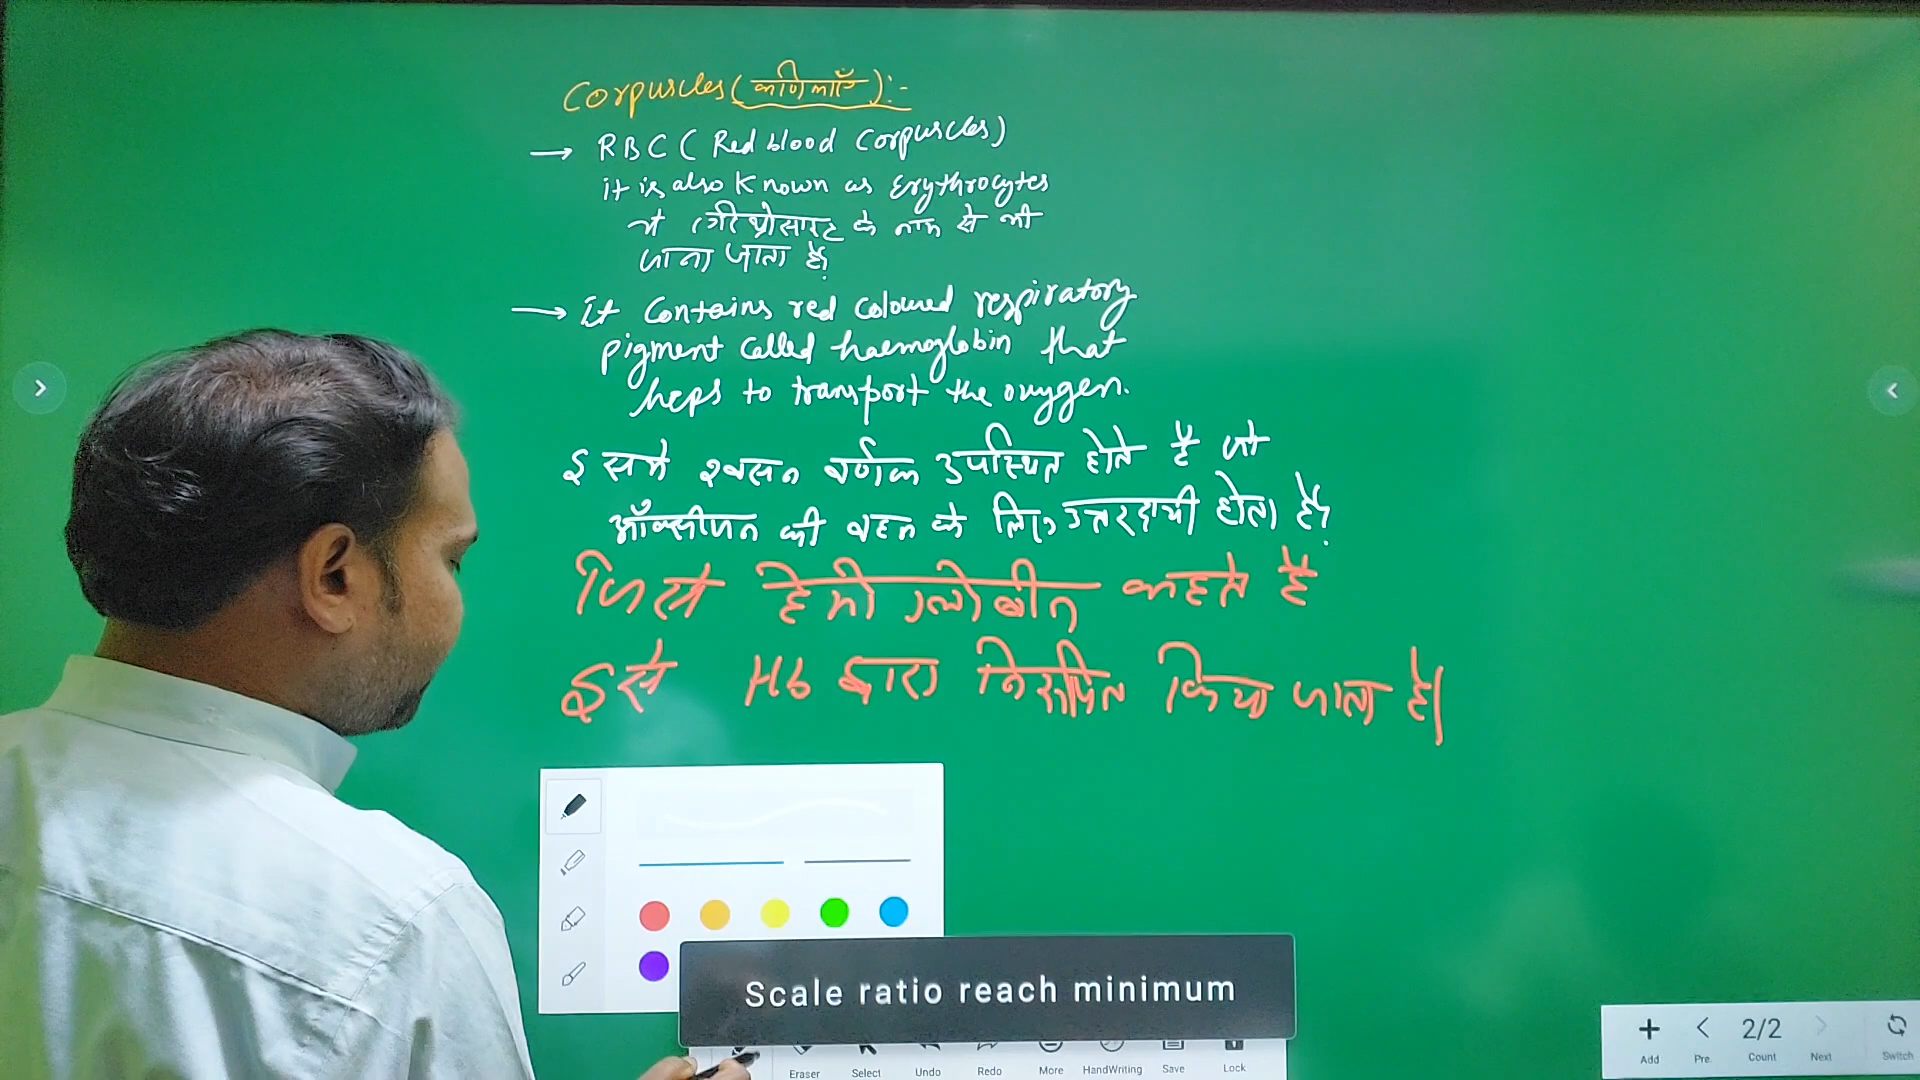 Corpuscles (कणिकाएँ):-
→ RBC ( Red blood Corpuscles)
it is also Known as Erythrocytes
के नाम से भी
जाना जाता है।
→ It Contains red coloured respiratory
pigment called haemoglobin that
heps to transport the oxygen.
इसमे श्वसन वर्णक उपस्थित होते है जो
ऑक्सीजन की वहन के लिए उत्तरदायी होता है।
जिसे हीमोग्लोबीन कहते है
इसे Hb द्वारा निरूपित किया जाता है।
Scale ratio reach minimum
Eraser Select Undo Redo More HandWriting Save Lock
2/2
Add Pre. Count Next Switch